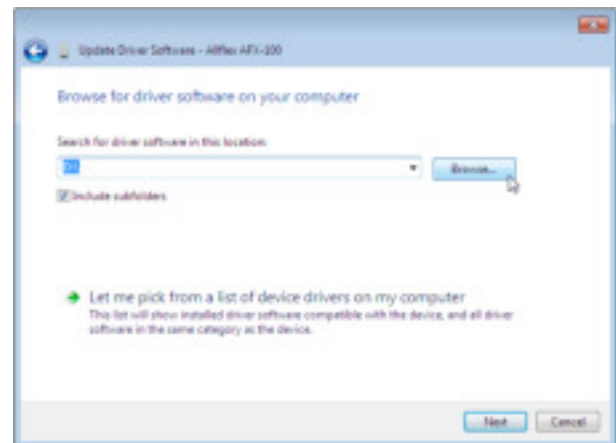 Update Driver Software - Allflex AFX-100
Browse for driver software on your computer
Search for driver software in this location:
Browse...
Include subfolders
Let me pick from a list of device drivers on my computer
This list will show installed driver software compatible with the device, and all driver
software in the same category as the device.
Next
Cancel